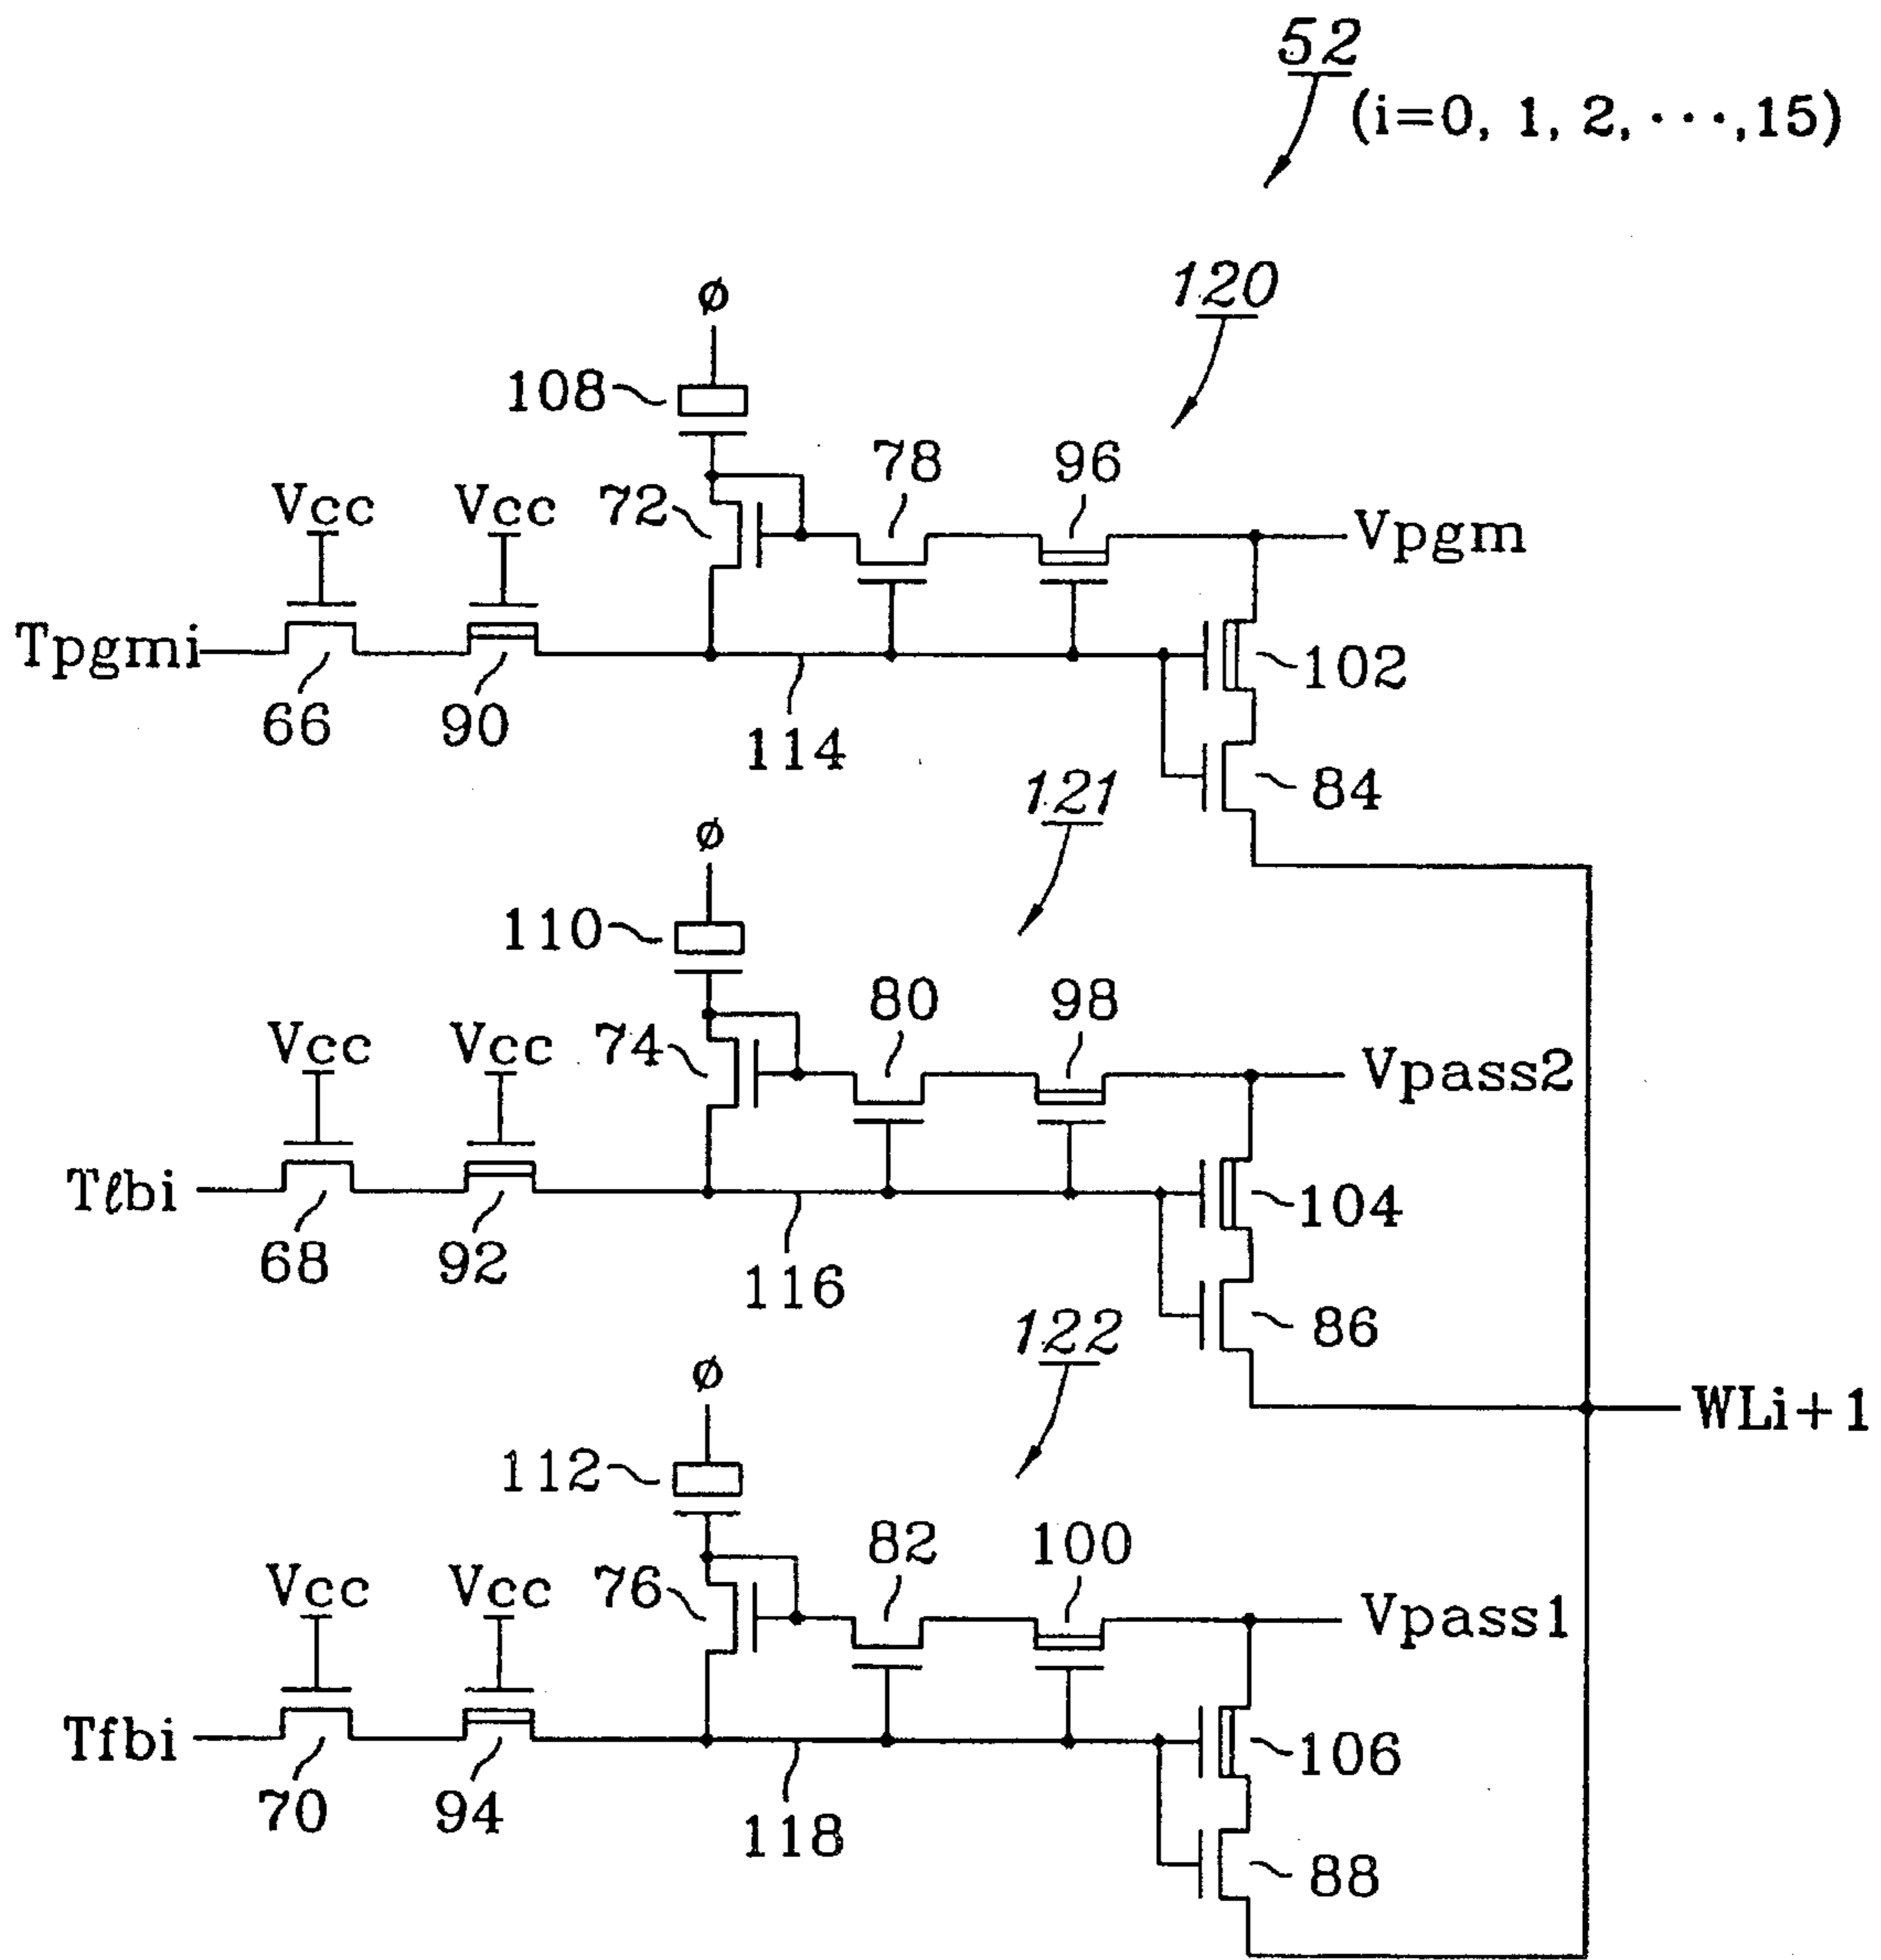 52
(i=0, 1, 2, ···,15)
120
ø
108
78
96
72
Vcc
Vcc
Vpgm
Tpgmi
102
66
90
114
84
121
ø
110
80
98
74
Vcc
Vcc
Vpass2
Tℓbi
104
68
92
116
86
122
ø
WLi+1
112
82
100
76
Vcc
Vcc
Vpass1
Tfbi
106
70
94
118
88